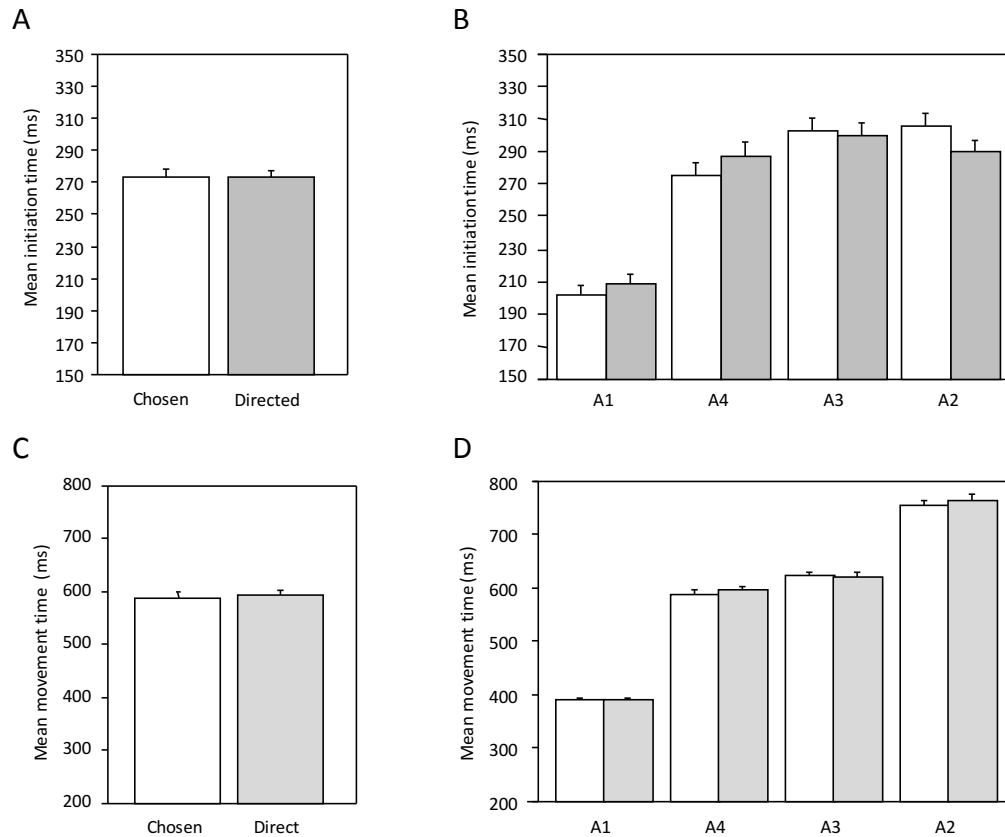 A
Mean initiation time (ms)
350
330
310
290
270
250
230
210
190
170
150
Chosen
Directed
B
Mean initiation time (ms)
350
330
310
290
270
250
230
210
190
170
150
A1
A4
A3
A2
C
Mean movement time (ms)
800
700
600
500
400
300
200
Chosen
Direct
D
Mean movement time (ms)
800
700
600
500
400
300
200
A1
A4
A3
A2